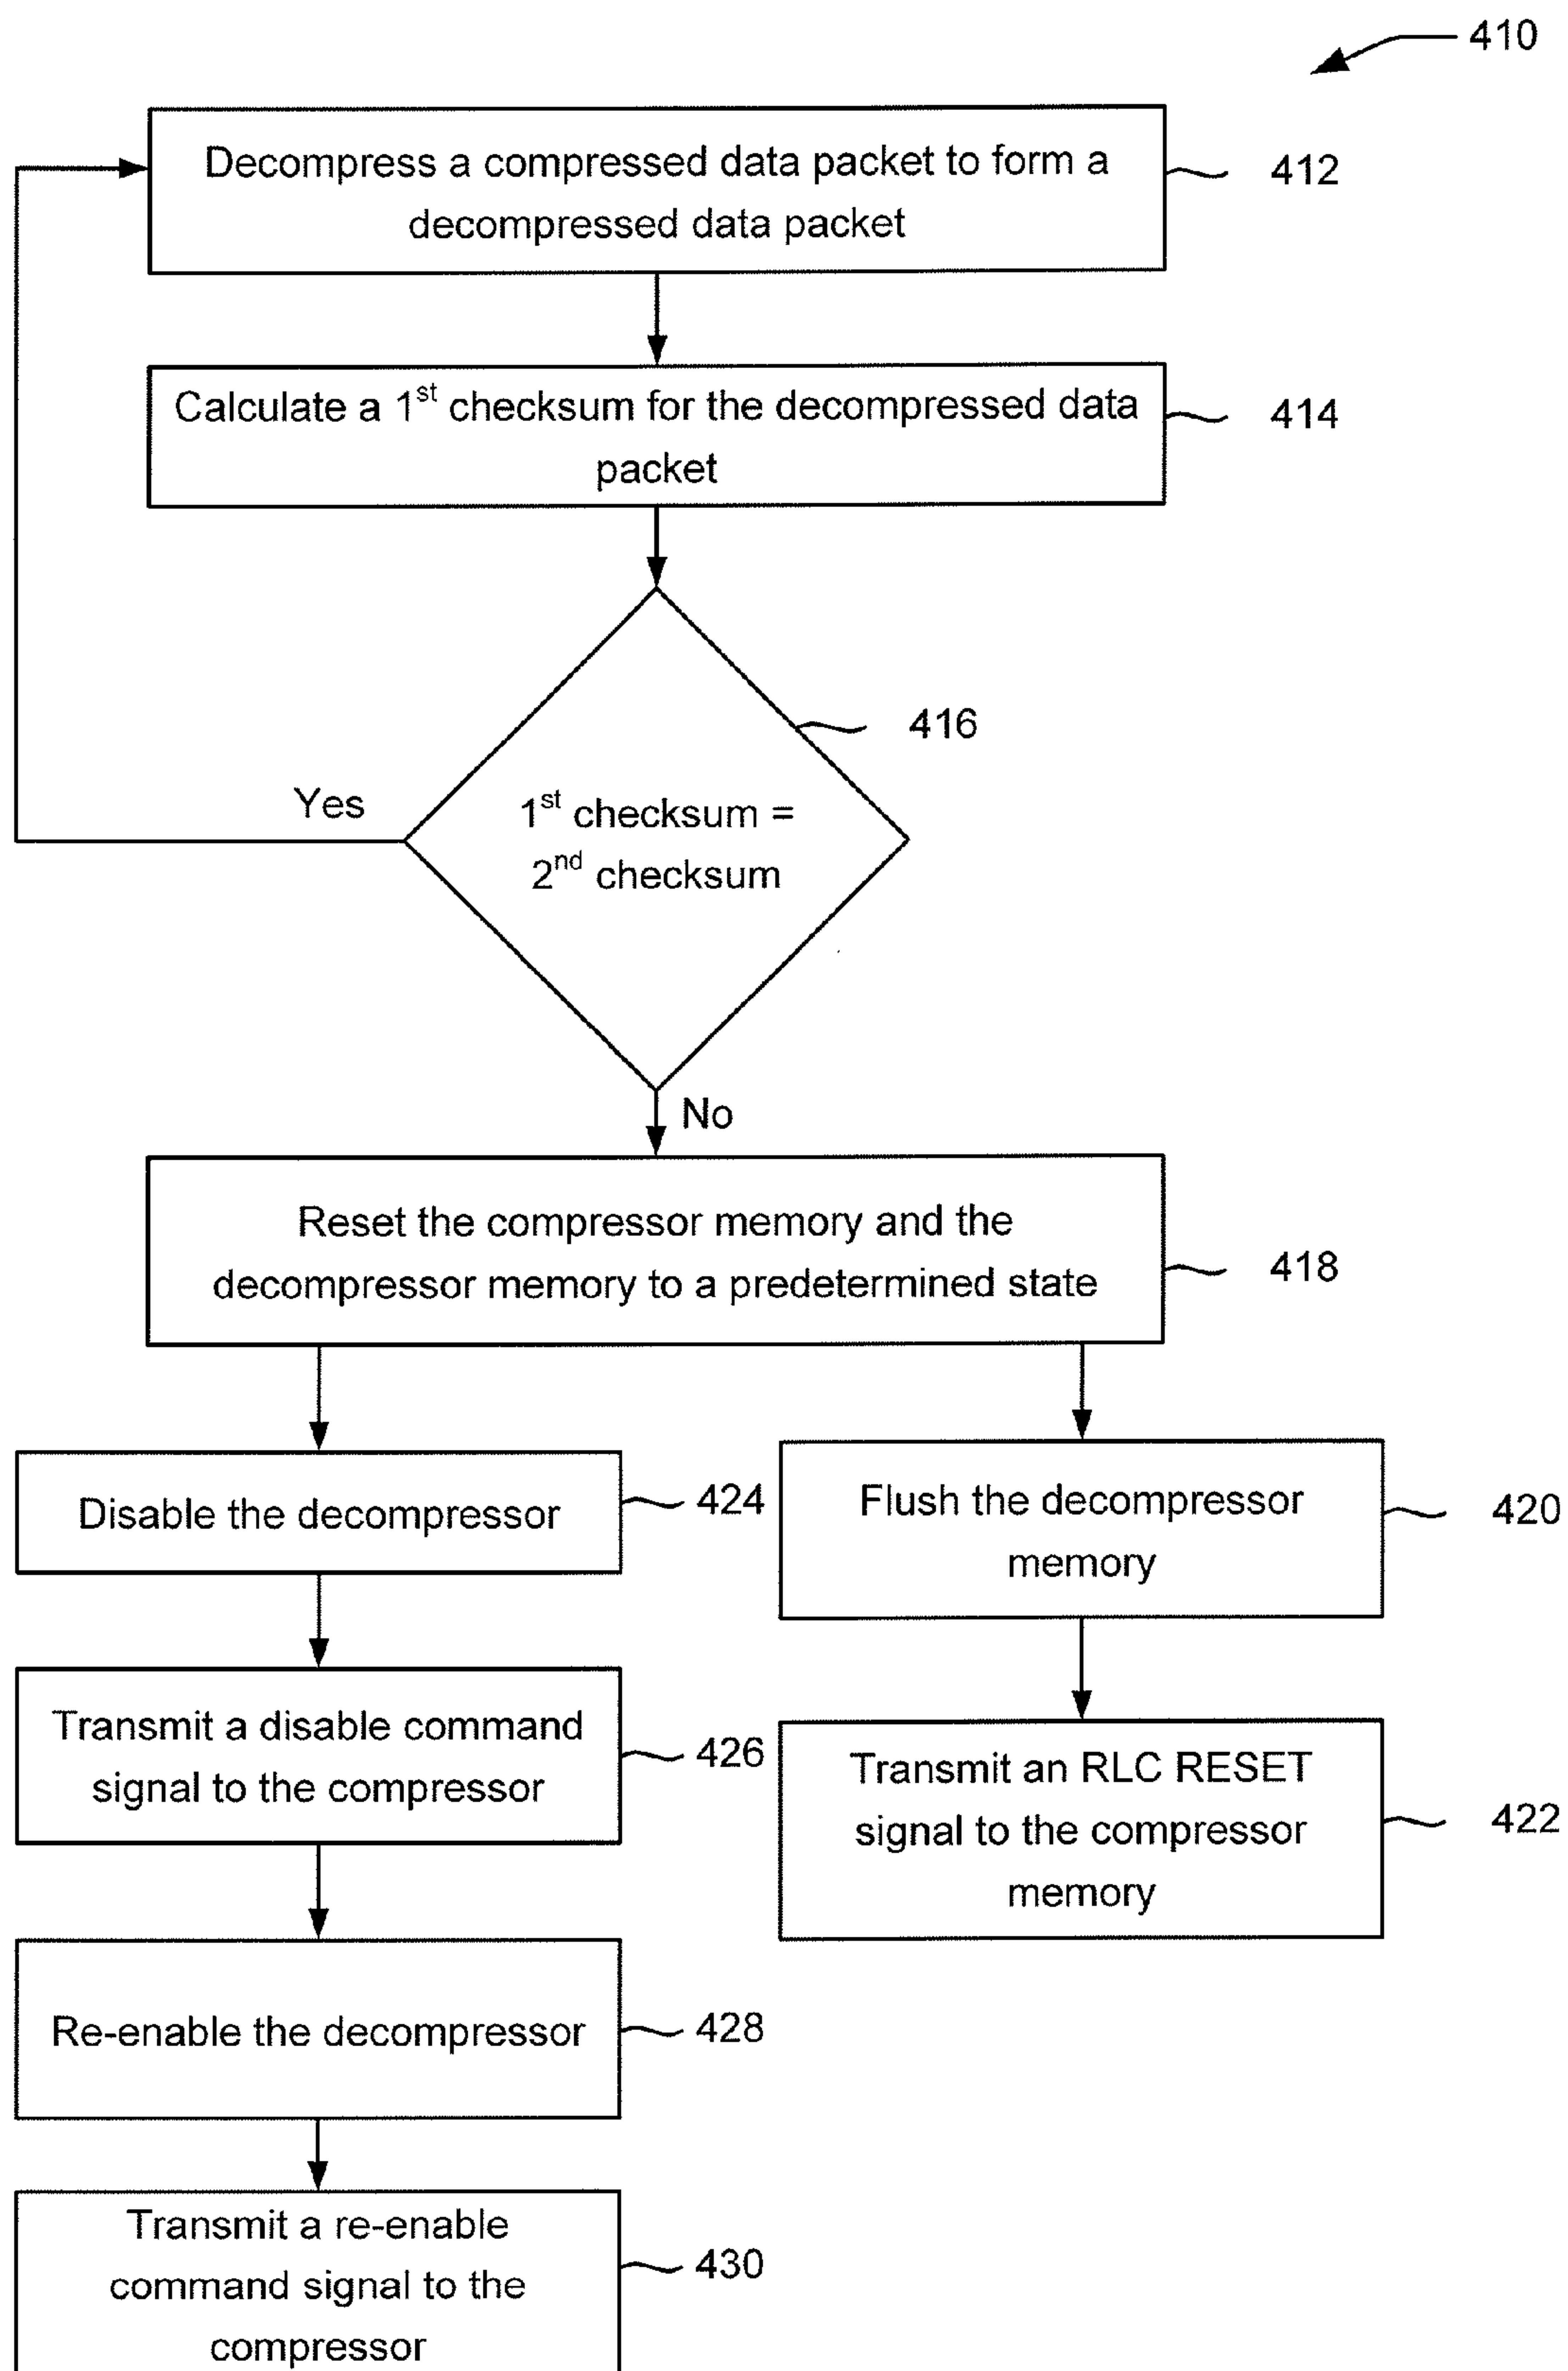 410
Decompress a compressed data packet to form a
decompressed data packet
412
Calculate a 1st checksum for the decompressed data
packet
414
416
Yes
1st checksum =
2nd checksum
No
Reset the compressor memory and the
decompressor memory to a predetermined state
418
Disable the decompressor
424
Flush the decompressor
memory
420
Transmit a disable command
signal to the compressor
426
Transmit an RLC RESET
signal to the compressor
memory
422
Re-enable the decompressor
428
Transmit a re-enable
command signal to the
compressor
430